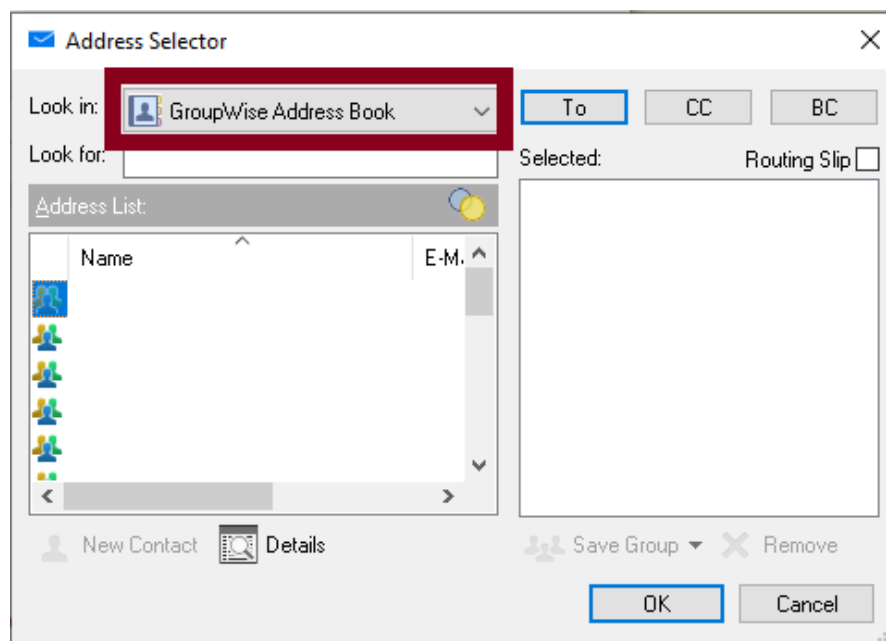 Address Selector
Look in: GroupWise Address Book
To CC BC
Look for:
Selected: Routing Slip
Address List:
Name E-M
New Contact Details
Save Group Remove
OK Cancel